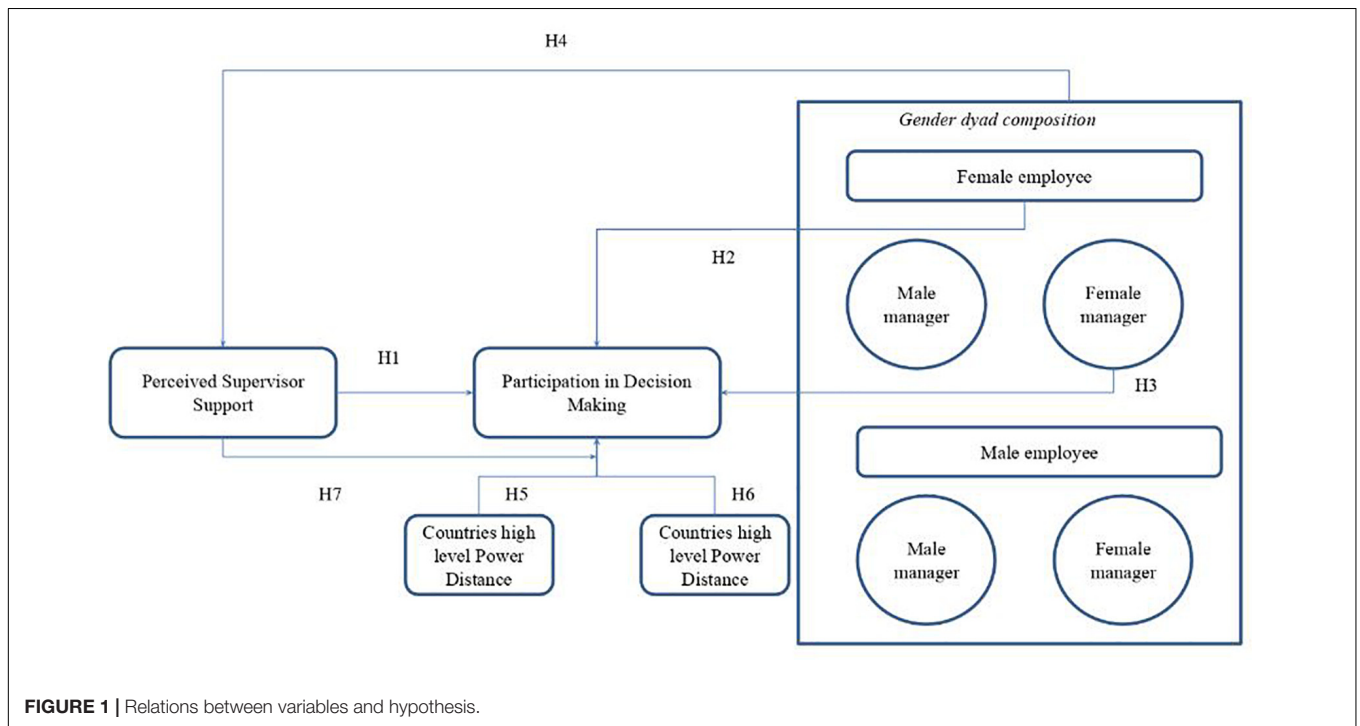 H4
Gender dyad composition
Female employee
H2
Male
manager
Female
manager
H1
Perceived Supervisor
Support
Participation in Decision
Making
H3
Male employee
H7
H5
H6
Countries high
level Power
Distance
Countries high
level Power
Distance
Male
manager
Female
manager
FIGURE 1 | Relations between variables and hypothesis.